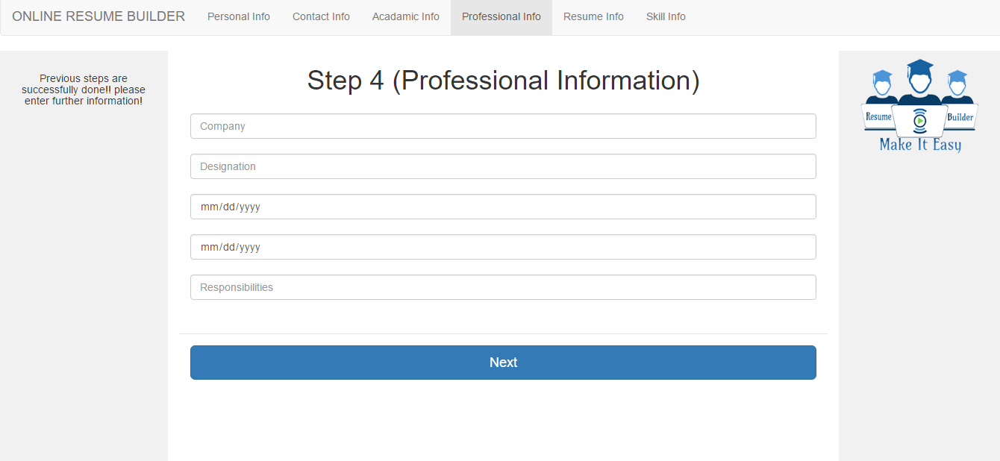 ONLINE RESUME BUILDER Personal Info Contact Info Acadamic Info Professional Info Resume Info Skill Info
Previous steps are
successfully done!! please
enter further information!
Step 4 (Professional Information)
Company
Designation
mm/dd/yyyy
mm/dd/yyyy
Responsibilities
Next
Resume Builder
Make It Easy